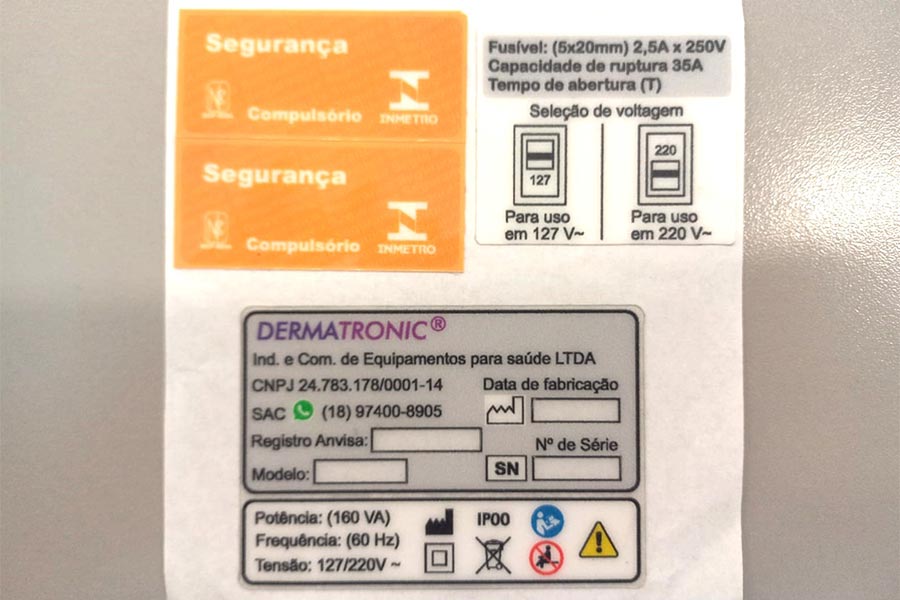 Segurança
Compulsório
INMETRO
Segurança
Compulsório
INMETRO
Fusível: (5x20mm) 2,5A x 250V
Capacidade de ruptura 35A
Tempo de abertura (T)
Seleção de voltagem
127
220
Para uso
em 127 V~
Para uso
em 220 V~
DERMATRONIC®
Ind. e Com. de Equipamentos para saúde LTDA
CNPJ 24.783.178/0001-14
SAC (18) 97400-8905
Registro Anvisa:
Modelo:
Data de fabricação
Nº de Série
SN
Potência: (160 VA)
Frequência: (60 Hz)
Tensão: 127/220V ~
IP00